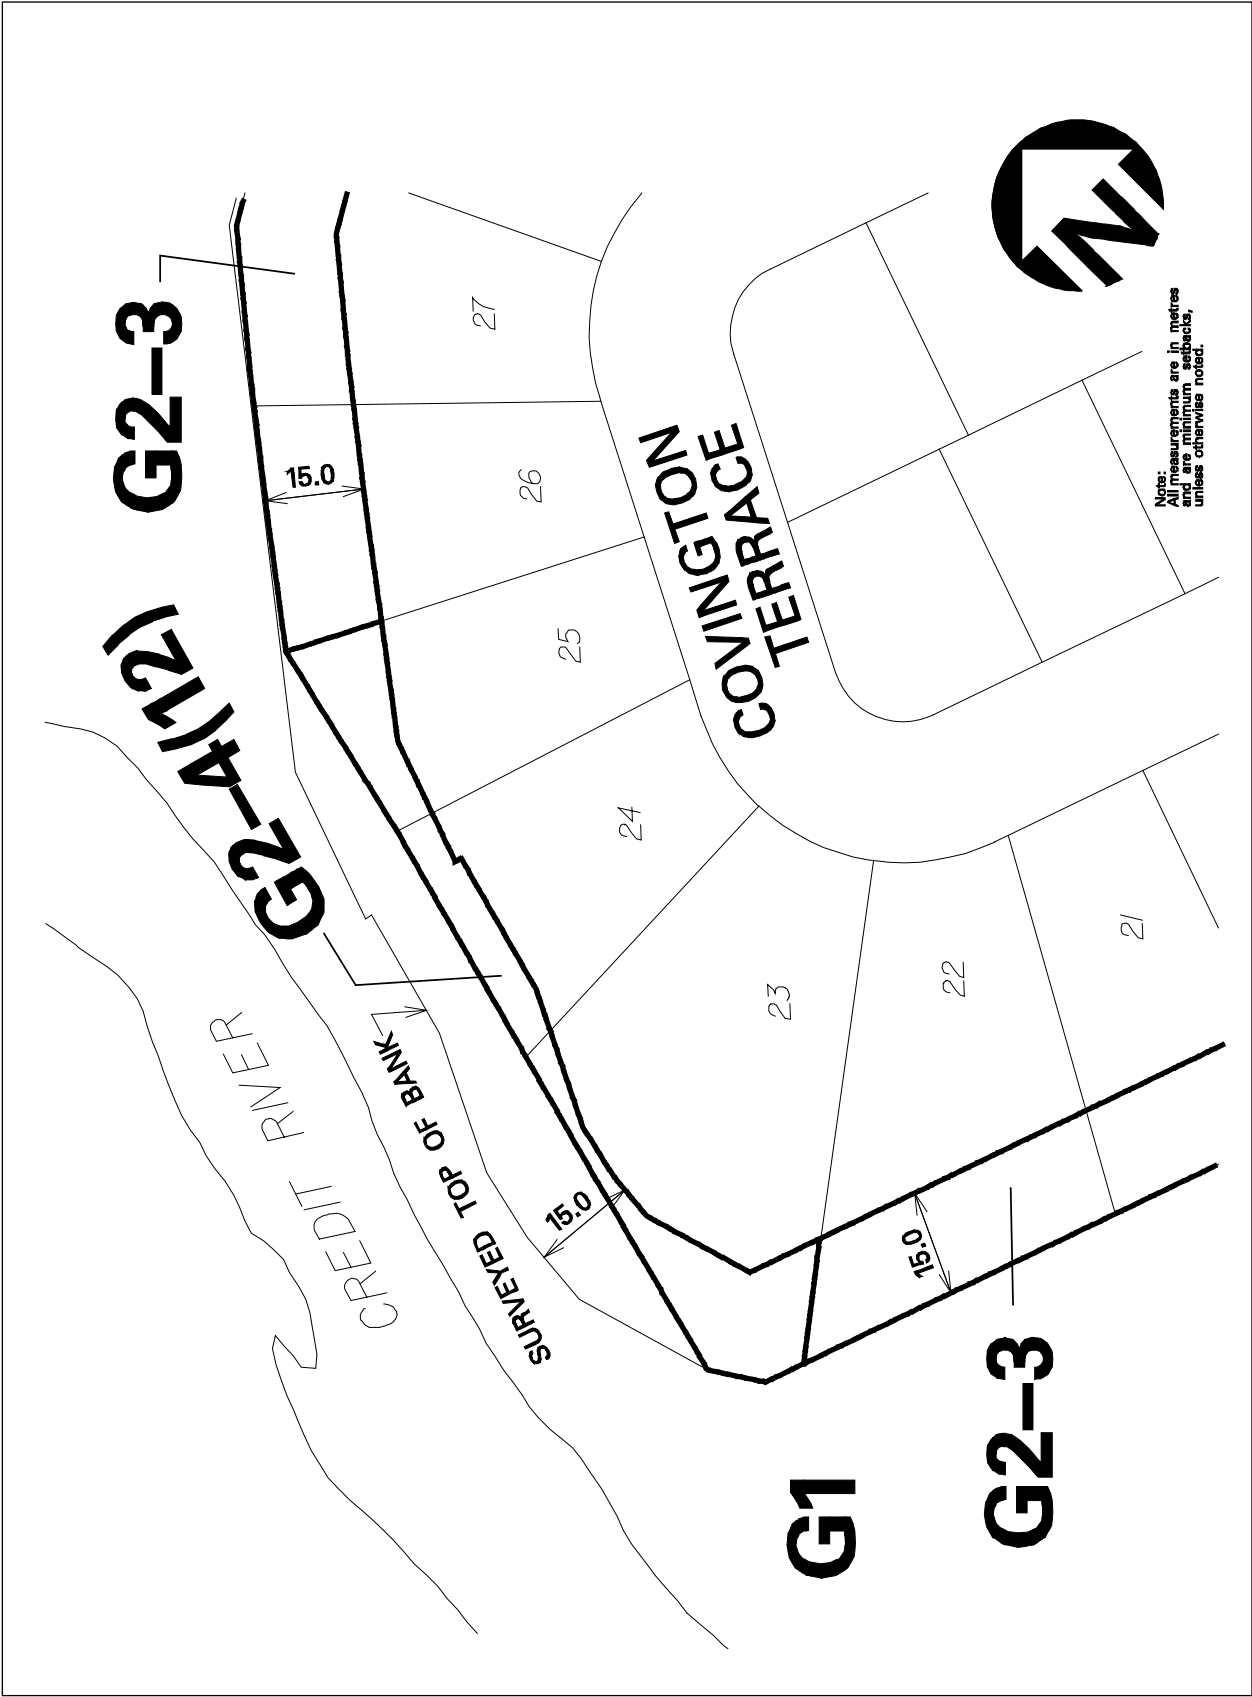 G2–3
G2–4(12)
15.0
27
26
25
24
23
22
21
COVINGTON
TERRACE
CREDIT RIVER
SURVEYED TOP OF BANK
15.0
15.0
G1
G2–3
N
Note:
All measurements are in metres
and are minimum setbacks,
unless otherwise noted.